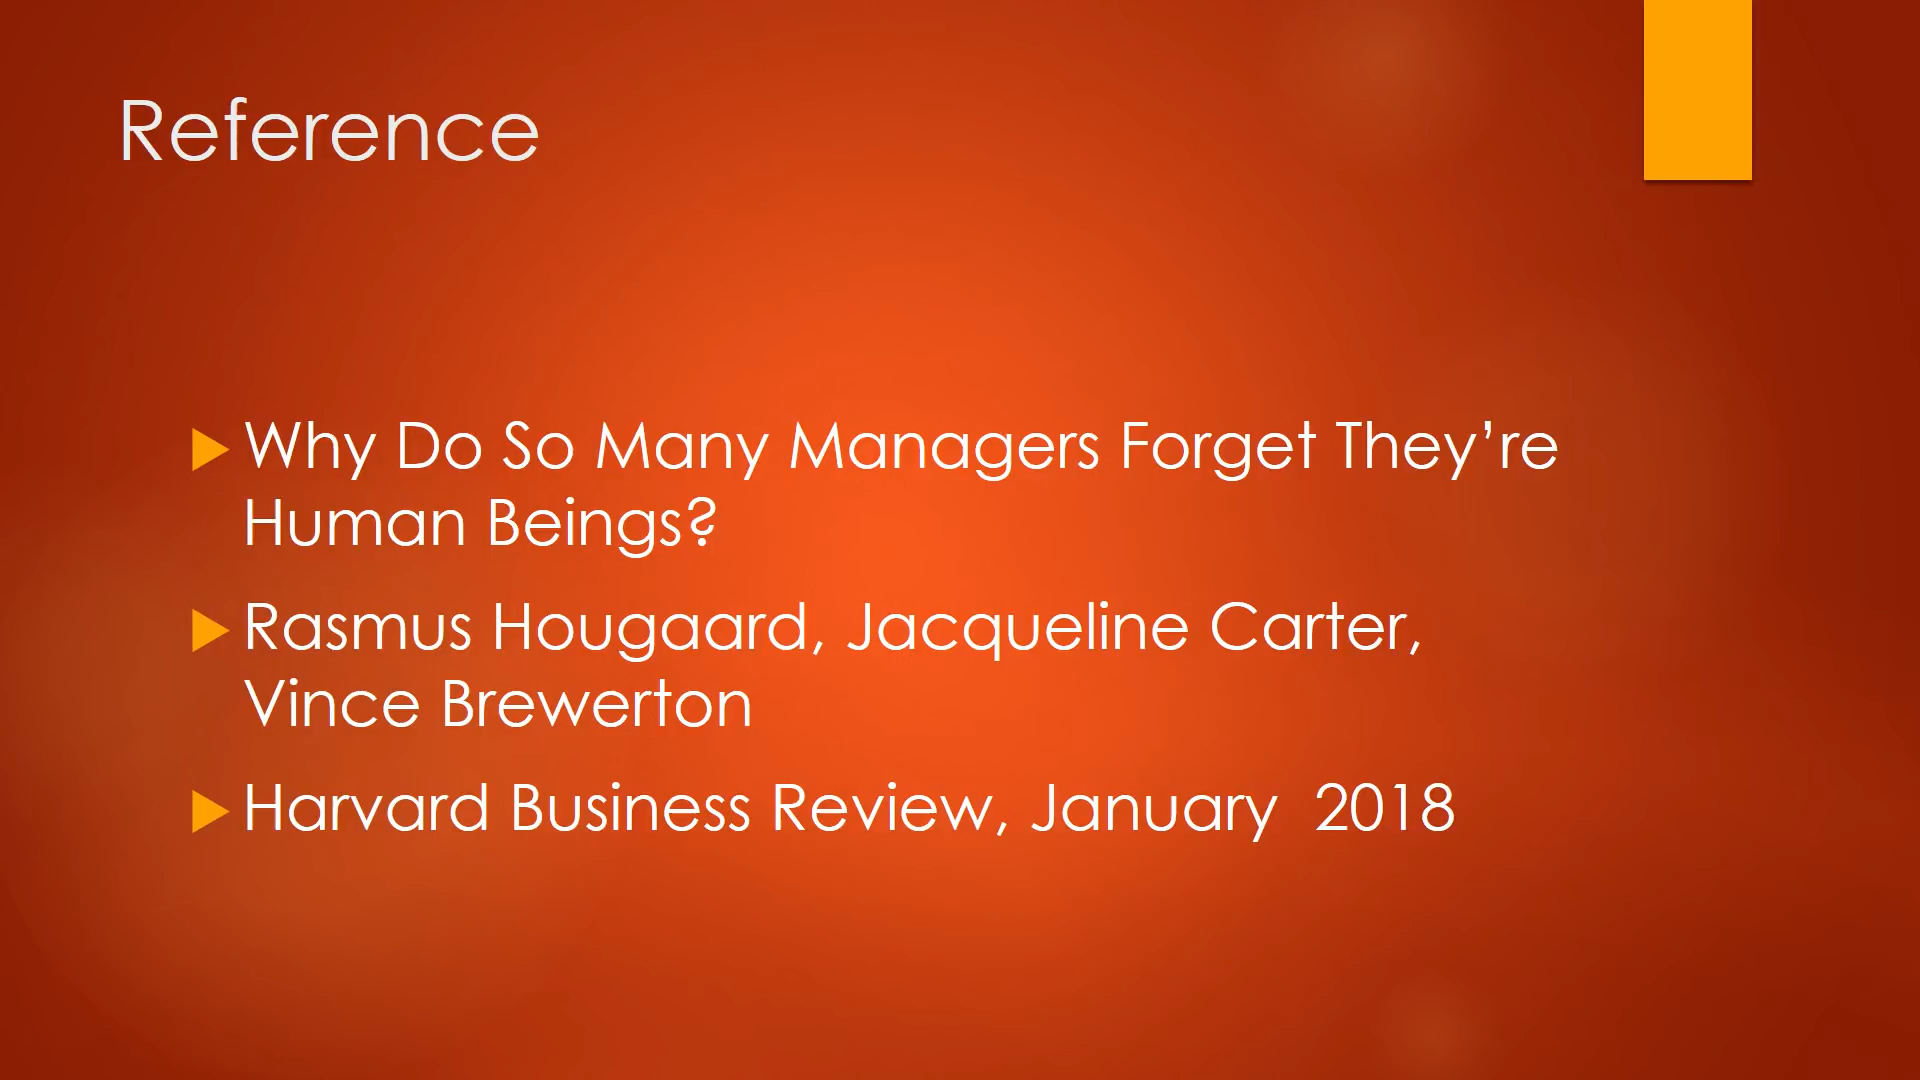 Reference
Why Do So Many Managers Forget They’re
Human Beings?
Rasmus Hougaard, Jacqueline Carter,
Vince Brewerton
Harvard Business Review, January  2018